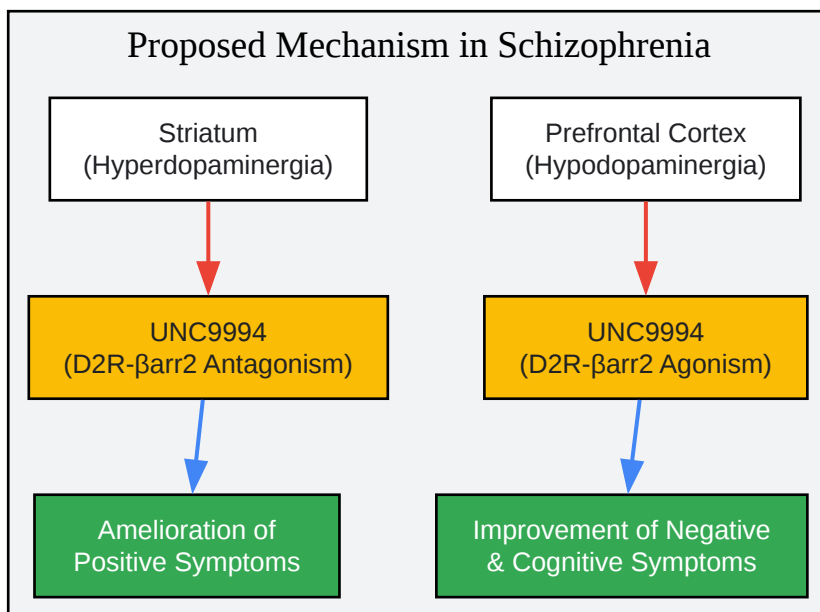 Proposed Mechanism in Schizophrenia
Striatum
(Hyperdopaminergia)
Prefrontal Cortex
(Hypodopaminergia)
UNC9994
(D2R-βarr2 Antagonism)
UNC9994
(D2R-βarr2 Agonism)
Amelioration of
Positive Symptoms
Improvement of Negative
& Cognitive Symptoms